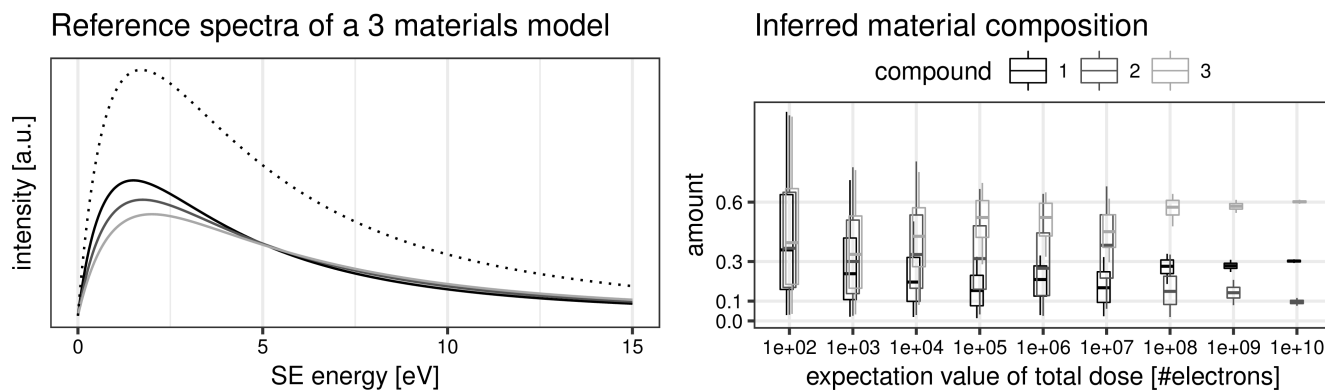 Reference spectra of a 3 materials model
intensity [a.u.]
0 5 10 15
SE energy [eV]
Inferred material composition
compound 1 2 3
amount
0.6
0.3
0.1
0.0
1e+02 1e+03 1e+04 1e+05 1e+06 1e+07 1e+08 1e+09 1e+10
expectation value of total dose [#electrons]